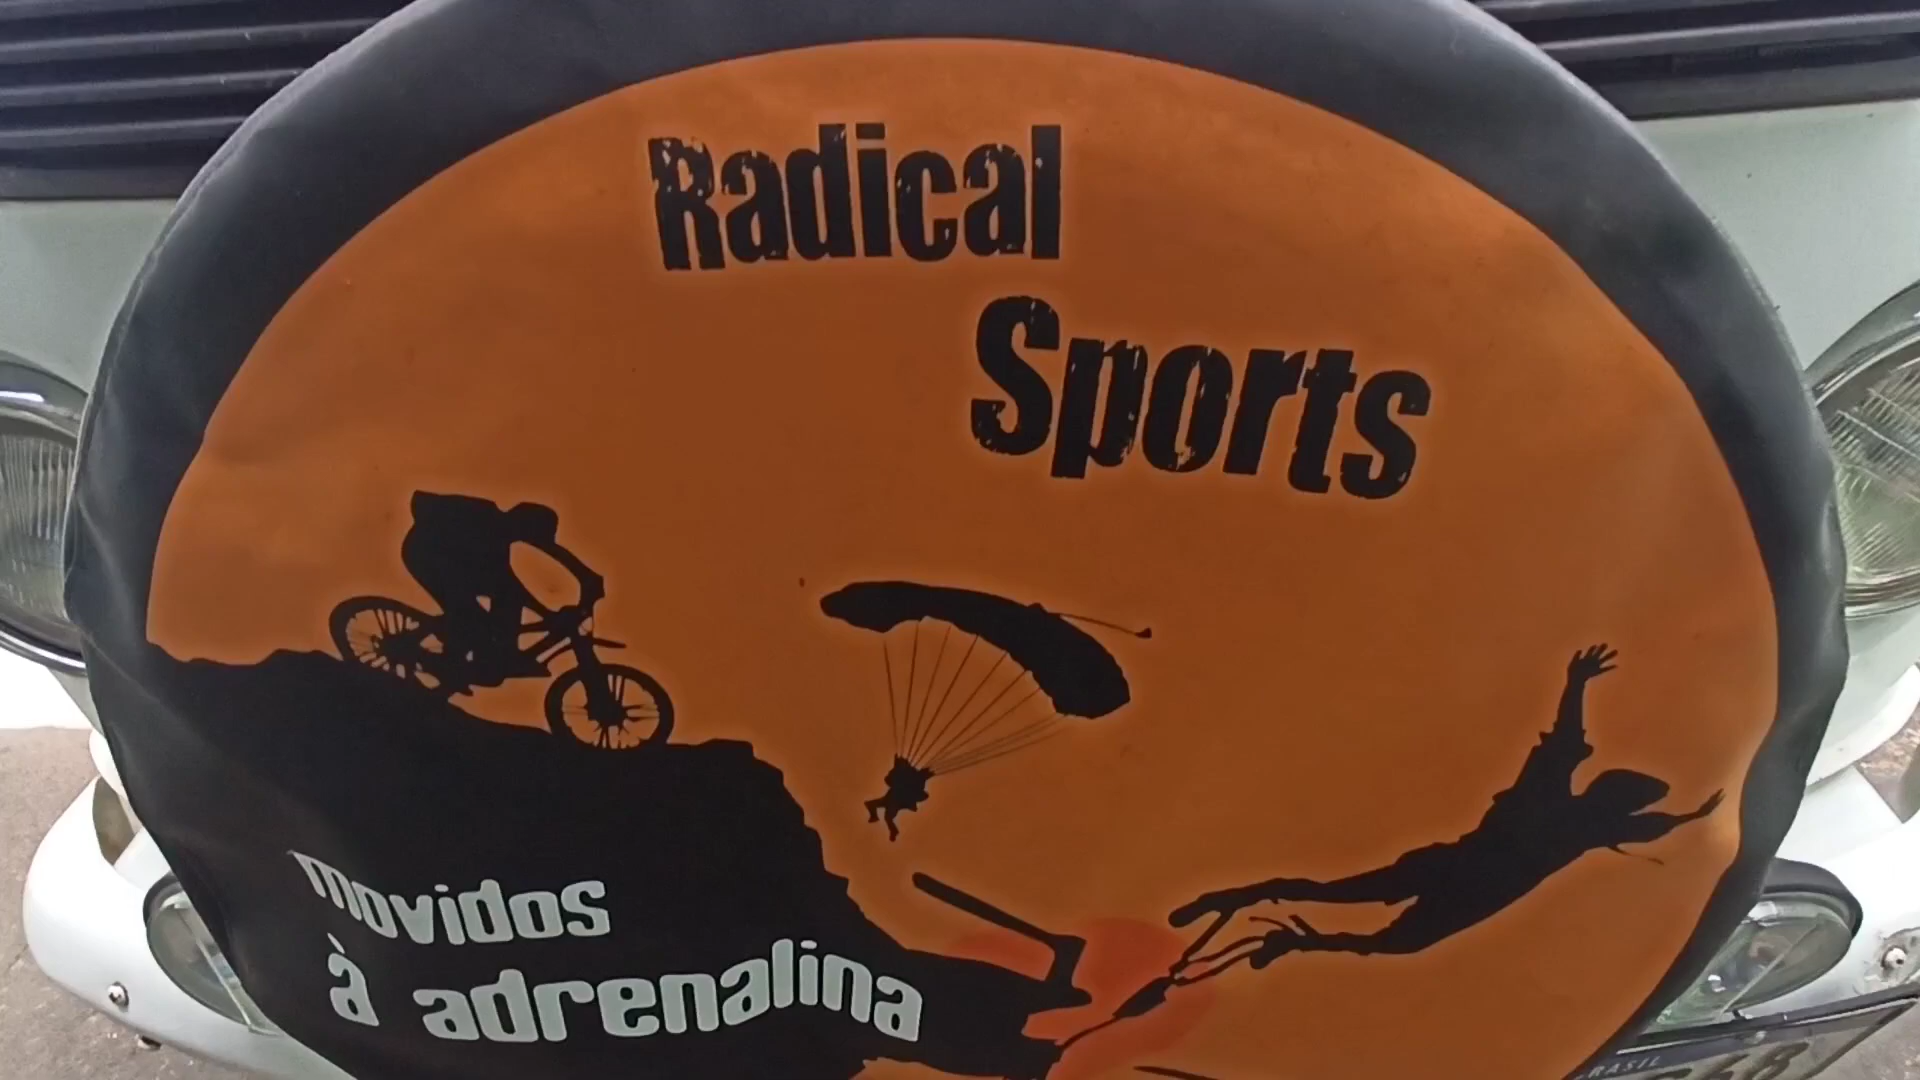 Radical
Sports
movidos
à adrenalina